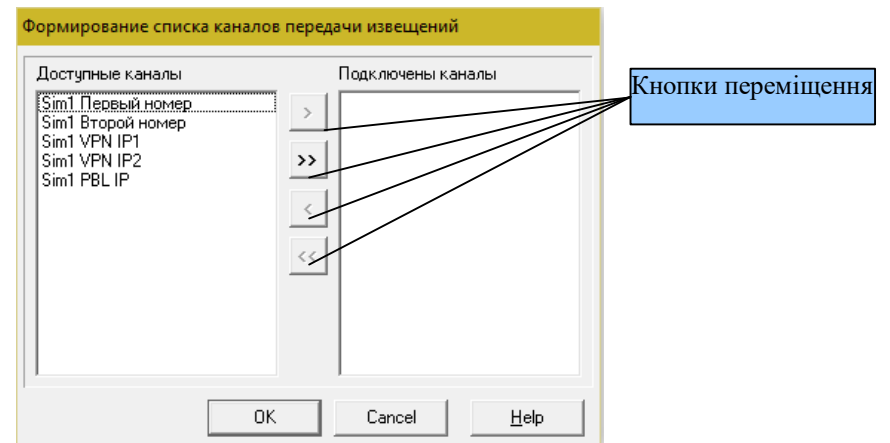 Формирование списка каналов передачи извещений
Доступные каналы
Подключены каналы
Sim1 Первый номер
Sim1 Второй номер
Sim1 VPN IP1
Sim1 VPN IP2
Sim1 PBL IP
>
>>
<
<<
Кнопки переміщення
OK
Cancel
Help